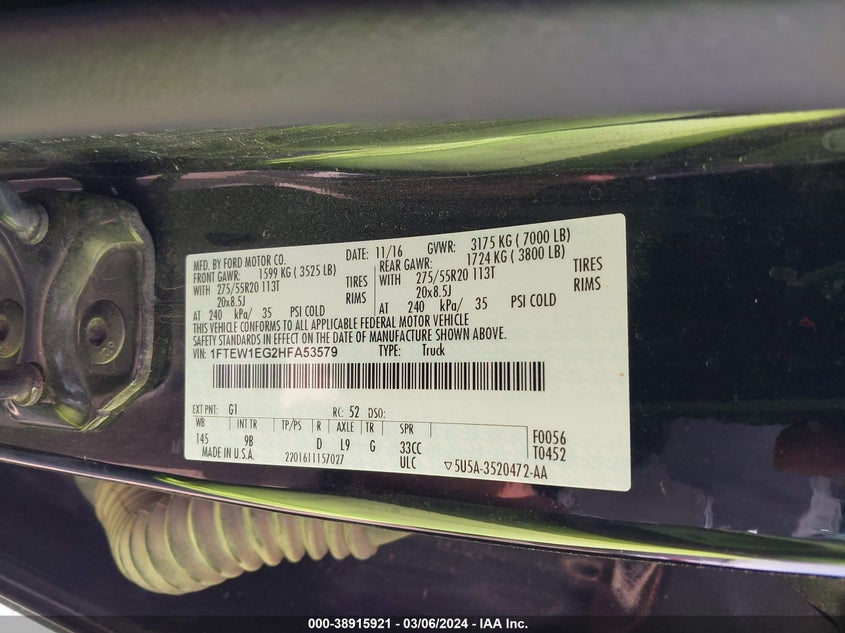 MFD. BY FORD MOTOR CO. DATE: 11/16 GVWR: 3175 KG ( 7000 LB)
FRONT GAWR: 1599 KG ( 3525 LB) REAR GAWR: 1724 KG ( 3800 LB)
WITH 275/55R20 113T TIRES WITH 275/55R20 113T TIRES
20x8.5J RIMS 20x8.5J RIMS
AT 240 kPa/ 35 PSI COLD AT 240 kPa/ 35 PSI COLD
THIS VEHICLE CONFORMS TO ALL APPLICABLE FEDERAL MOTOR VEHICLE
SAFETY STANDARDS IN EFFECT ON THE DATE OF MANUFACTURE SHOWN ABOVE.
VIN: 1FTEW1EG2HFA53579 TYPE: Truck
EXT PNT: G1 RC: 52 DSO:
WB INT TR TP/PS R AXLE TR SPR F0056
145 9B D L9 G 33CC T0452
MADE IN U.S.A. 2201611157027 ULC ▽5U5A-3520472-AA
000-38915921 - 03/06/2024 - IAA Inc.